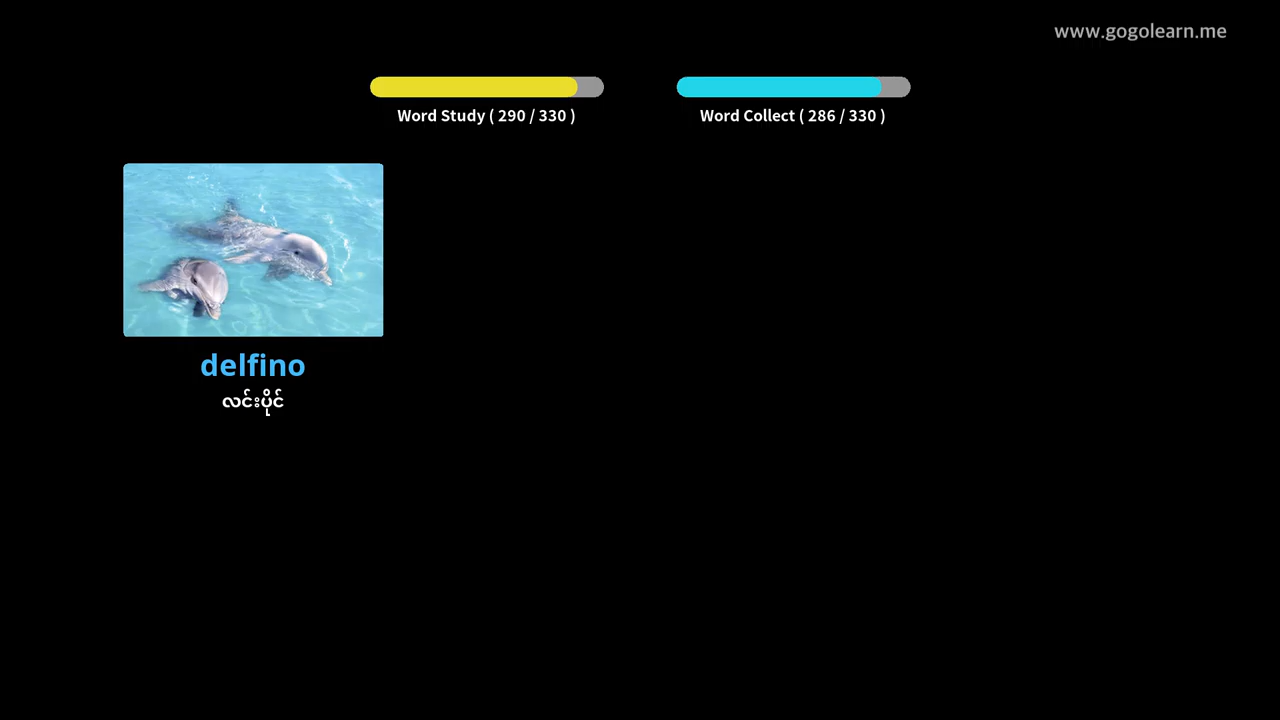 www.gogolearn.me
Word Study ( 290 / 330 )
Word Collect ( 286 / 330 )
delfino
လင်းပိုင်